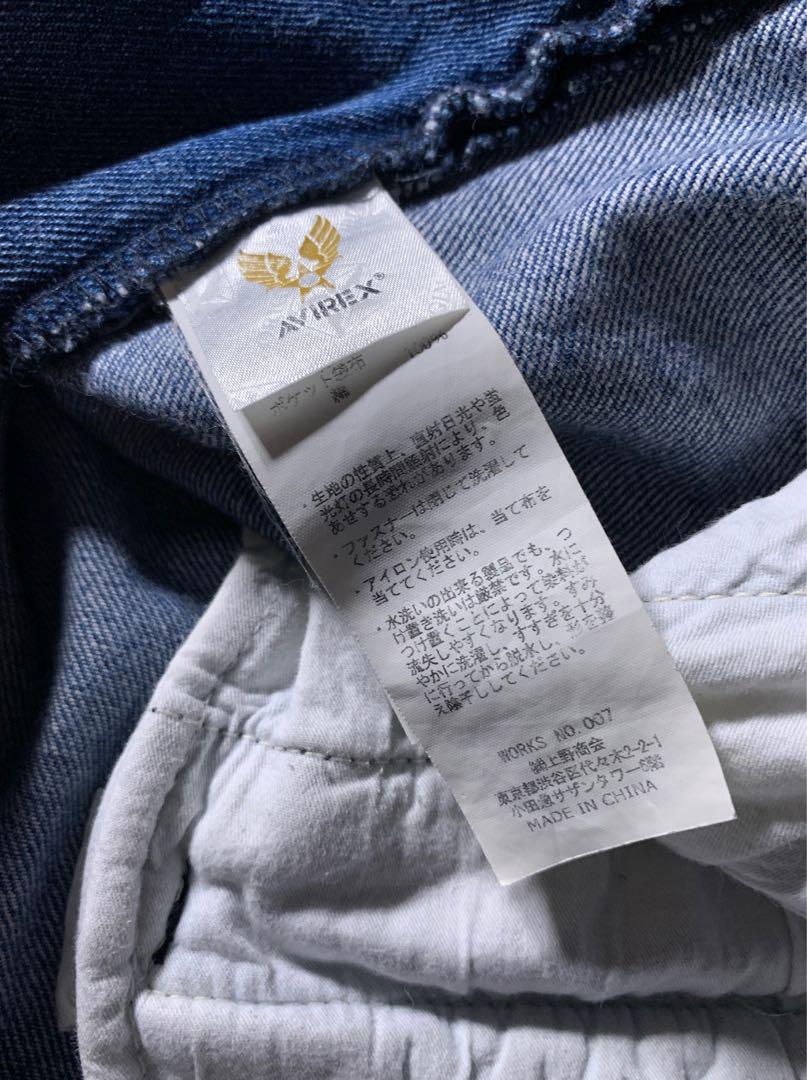 AVIREX®
ポケット部分
綿 100%
・生地の性質上、直射日光や蛍
光灯の長時間照射により、色
あせする恐れがあります。
・ファスナーは閉じて洗濯して
ください。
・アイロン使用時は、当て布を
当ててください。
・水洗いの出来る製品でも、つ
け置き洗いは厳禁です。水に
つけ置くことによって染料が
流失しやすくなります。すみ
やかに洗濯し、すすぎを十分
に行ってから脱水し、形を整
え陰干ししてください。
WORKS NO. 007
㈱上野商会
東京都渋谷区代々木2-2-1
小田急サザンタワー6階
MADE IN CHINA